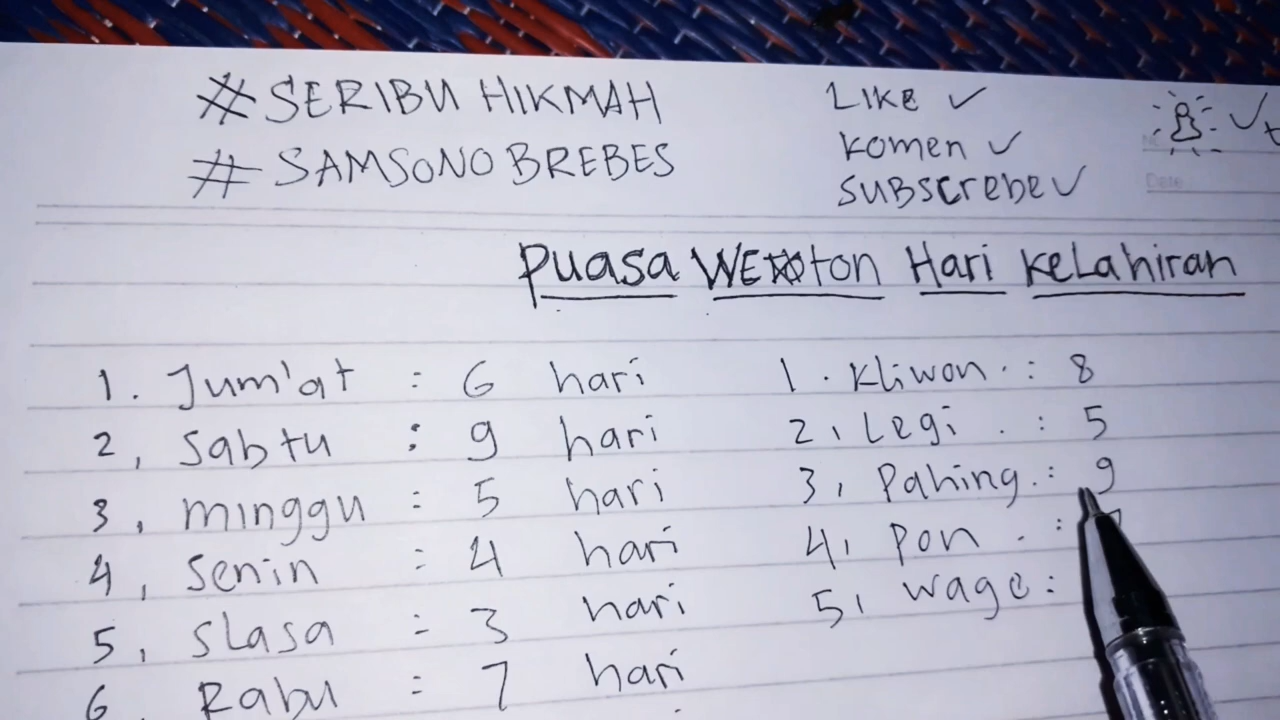 #SERIBU HIKMAH
#SAMSONO BREBES
LIKE ✓
Komen ✓
SUBSCREBE ✓
Puasa WEton Hari KeLahiran
1. Jum'at : 6 hari
2, Sabtu : 9 hari
3, minggu : 5 hari
4, Senin : 4 hari
5, SLasa : 3 hari
6, Rabu : 7 hari
1. KLiwon. : 8
2, Legi . : 5
3, Pahing. : 9
4, Pon . :
5, wage :